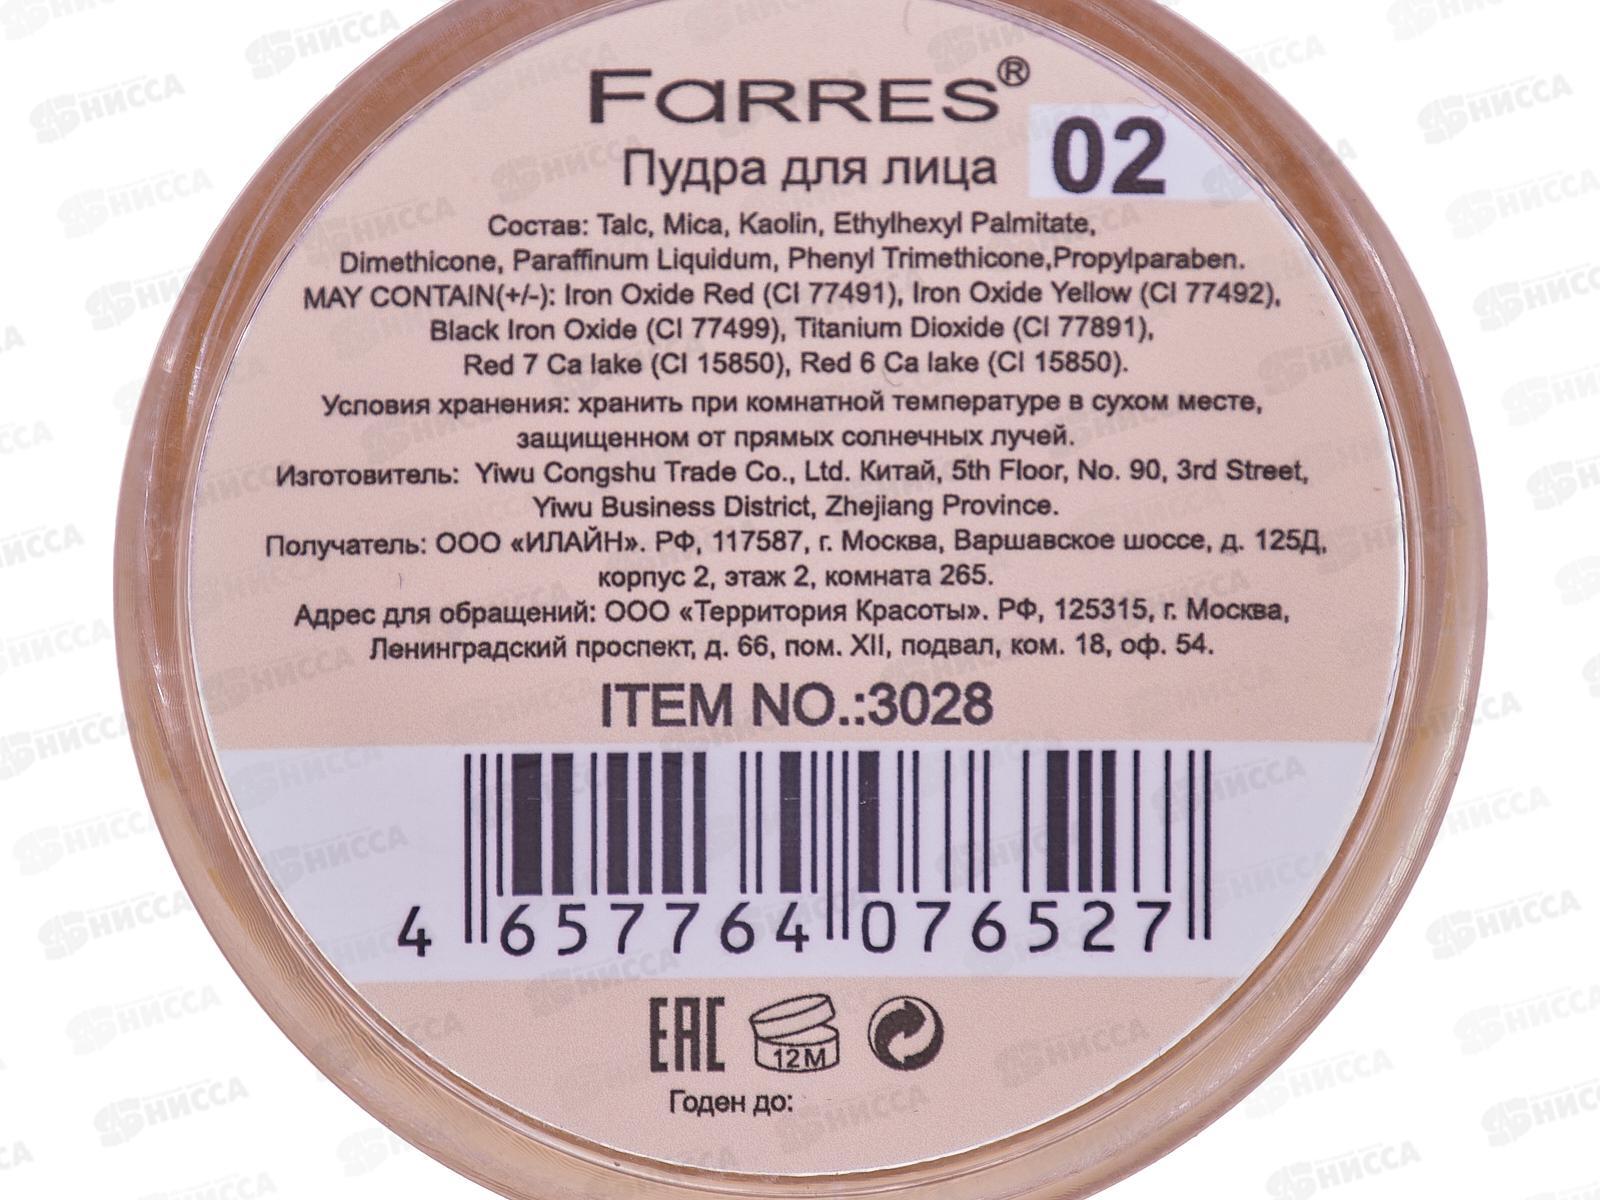 FARRES®
02
Пудра для лица
Состав: Talc, Mica, Kaolin, Ethylhexyl Palmitate,
Dimethicone, Paraffinum Liquidum, Phenyl Trimethicone,Propylparaben.
MAY CONTAIN(+/-): Iron Oxide Red (CI 77491), Iron Oxide Yellow (CI 77492),
Black Iron Oxide (CI 77499), Titanium Dioxide (CI 77891),
Red 7 Ca lake (CI 15850), Red 6 Ca lake (CI 15850).
Условия хранения: хранить при комнатной температуре в сухом месте,
защищенном от прямых солнечных лучей.
Изготовитель: Yiwu Congshu Trade Co., Ltd. Китай, 5th Floor, No. 90, 3rd Street,
Yiwu Business District, Zhejiang Province.
Получатель: ООО «ИЛАЙН». РФ, 117587, г. Москва, Варшавское шоссе, д. 125Д,
корпус 2, этаж 2, комната 265.
Адрес для обращений: ООО «Территория Красоты». РФ, 125315, г. Москва,
Ленинградский проспект, д. 66, пом. XII, подвал, ком. 18, оф. 54.
ITEM NO.:3028
4 657764 076527
EAC
12M
Годен до:
НИССА